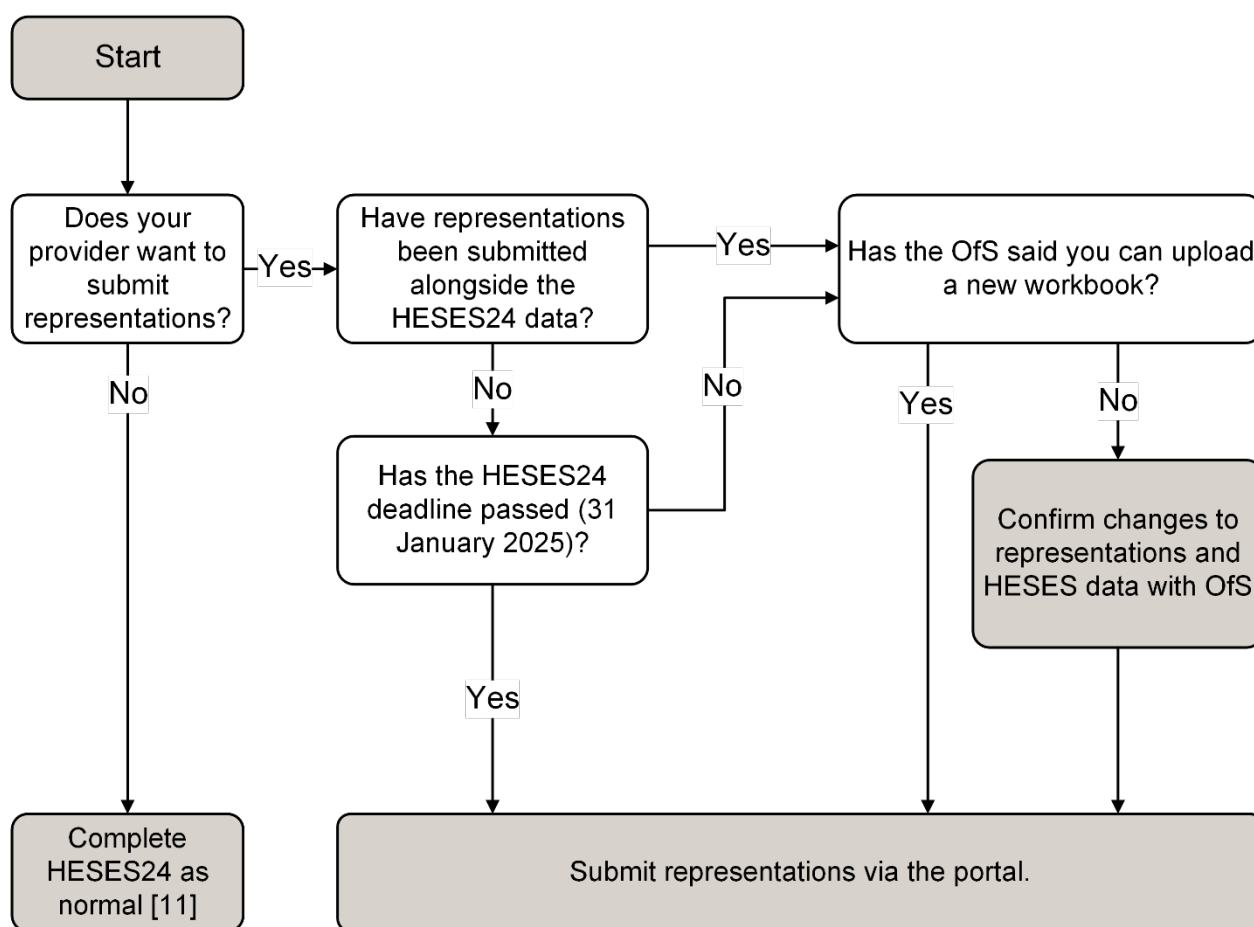 Start
Does your
provider want to
submit
representations?
Yes
Have representations
been submitted
alongside the
HESES24 data?
Yes
Has the OfS said you can upload
a new workbook?
No
No
No
Yes
No
Has the HESES24
deadline passed (31
January 2025)?
Confirm changes to
representations and
HESES data with OfS
Yes
Complete
HESES24 as
normal [11]
Submit representations via the portal.